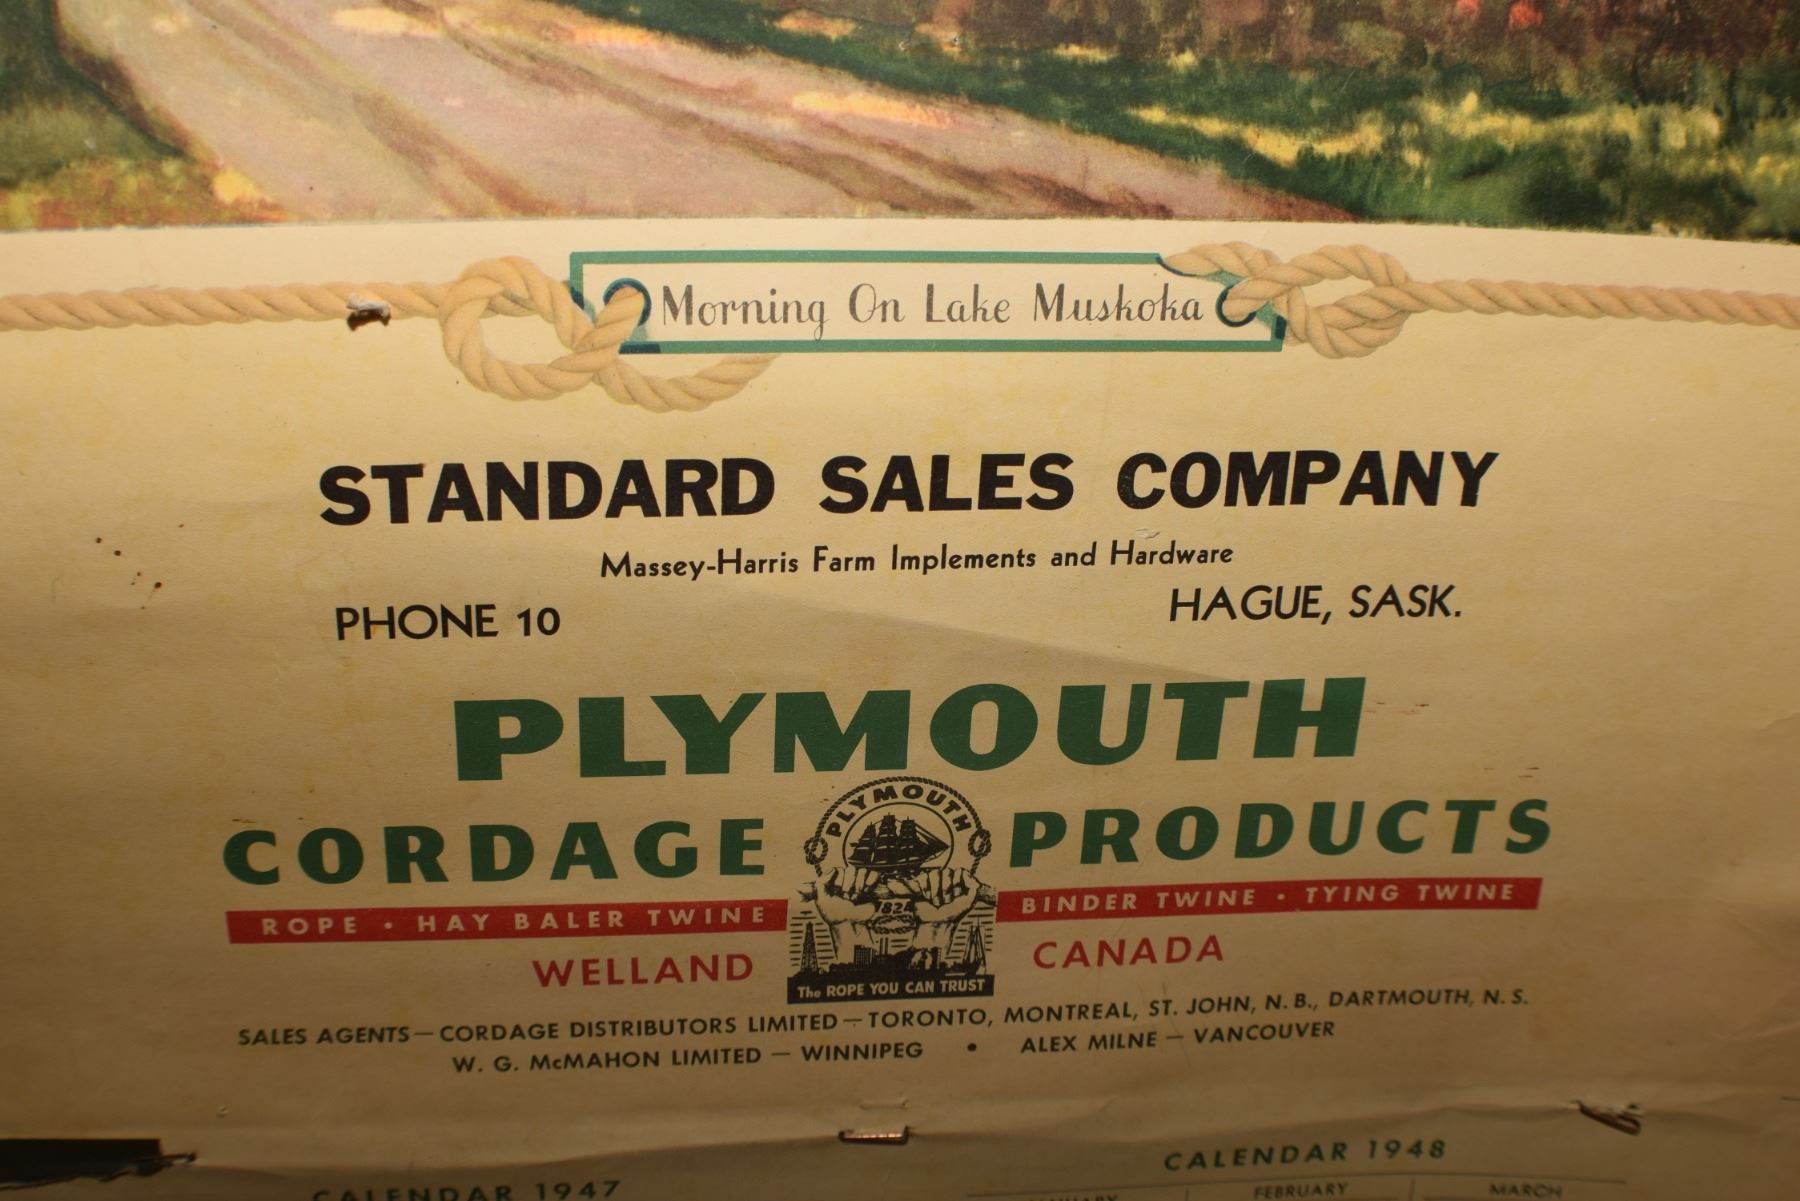 Morning On Lake Muskoka
STANDARD SALES COMPANY
Massey-Harris Farm Implements and Hardware
PHONE 10
HAGUE, SASK.
PLYMOUTH
CORDAGE PRODUCTS
PLYMOUTH
1824
The ROPE YOU CAN TRUST
ROPE • HAY BALER TWINE
BINDER TWINE • TYING TWINE
WELLAND CANADA
SALES AGENTS—CORDAGE DISTRIBUTORS LIMITED—TORONTO, MONTREAL, ST. JOHN, N.B., DARTMOUTH, N.S.
W. G. McMAHON LIMITED — WINNIPEG • ALEX MILNE — VANCOUVER
CALENDAR 1947
CALENDAR 1948
FEBRUARY MARCH